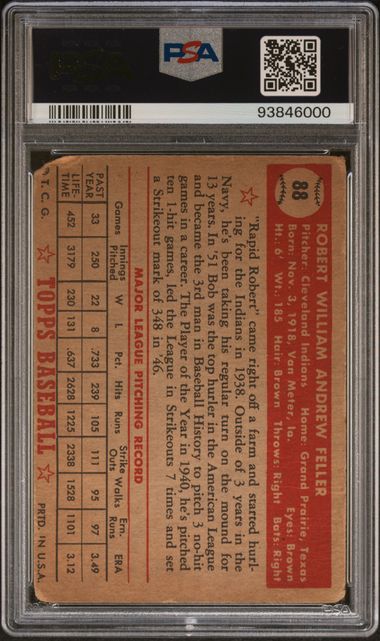 PSA
93846000
88
ROBERT WILLIAM ANDREW FELLER
Pitcher: Cleveland Indians Home: Grand Prairie, Texas
Born: Nov. 3, 1918, Van Meter, Ia. Eyes: Brown
Ht.: 6' Wt.: 185 Hair: Brown Throws: Right Bats: Right
"Rapid Robert" came right off a farm and started hurl-
ing for the Indians in 1938. Outside of 3 years in the
Navy he's been taking his regular turn on the mound for
13 years. In '51 Bob was the top hurler in the American League
and became the 3rd man in Baseball History to pitch 3 no-hit
games in a career. The Player of the Year in 1940, he's pitched
ten 1-hit games, led the League in Strikeouts 7 times and set
a Strikeout mark of 348 in '46.
MAJOR LEAGUE PITCHING RECORD
Games Innings Pitched W L Pct. Hits Runs Strike Outs Walks Ern. Runs ERA
PAST YEAR 33 250 22 8 .733 239 105 111 95 97 3.49
LIFE-TIME 452 3179 230 131 .637 2628 1225 2338 1528 1101 3.12
T.C.G. TOPPS BASEBALL PRTD. IN U.S.A.